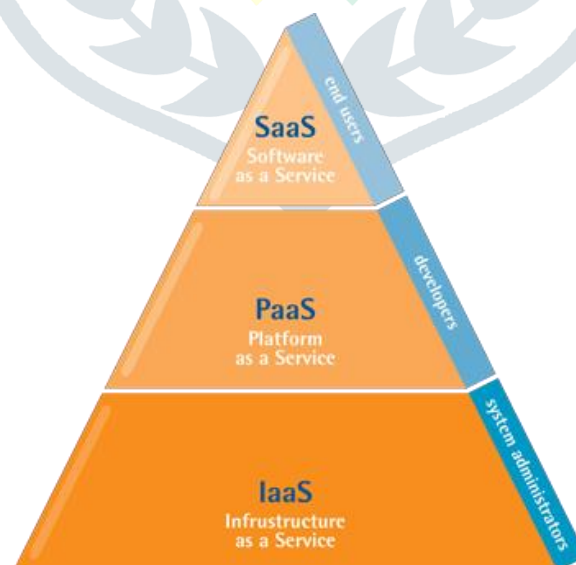 end users
SaaS
Software
as a Service
developers
PaaS
Platform
as a Service
system administrators
IaaS
Infrustructure
as a Service